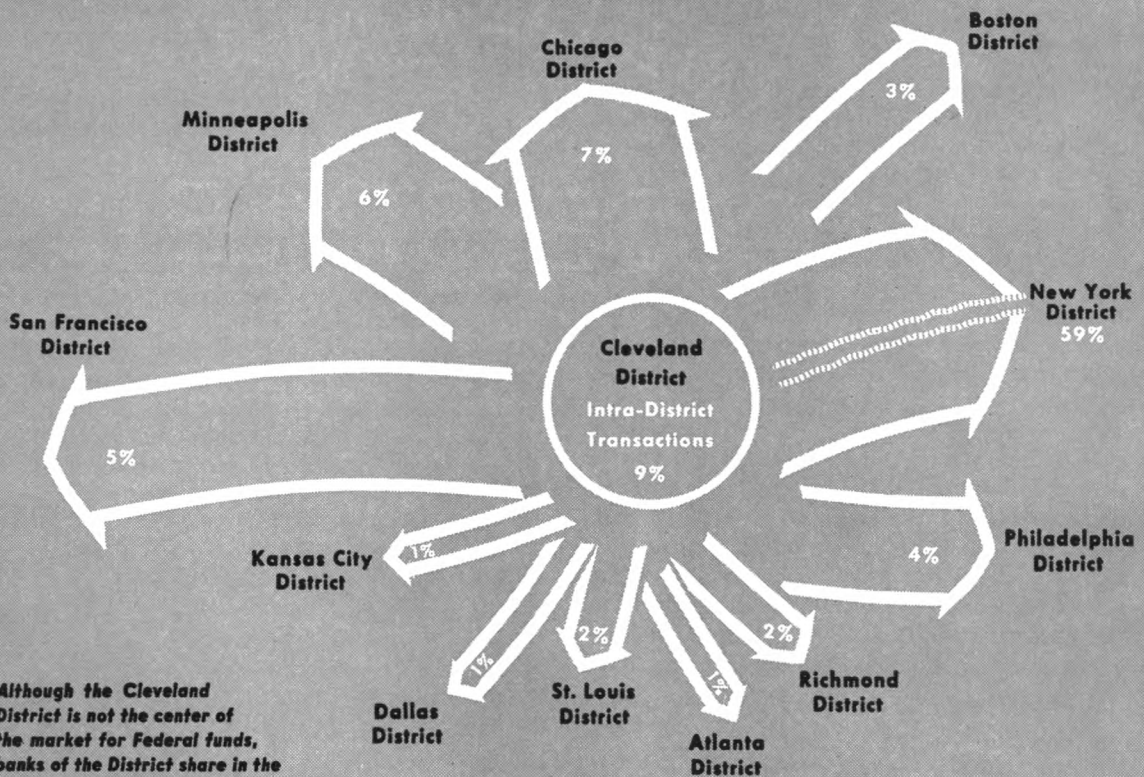 Boston
District
3%
Chicago
District
7%
Minneapolis
District
6%
New York
District
59%
San Francisco
District
5%
Cleveland
District
Intra-District
Transactions
9%
Philadelphia
District
4%
Kansas City
District
1%
Dallas
District
1%
St. Louis
District
2%
Atlanta
District
1%
Richmond
District
2%
Although the Cleveland
District is not the center of
the market for Federal funds,
banks of the District share in the